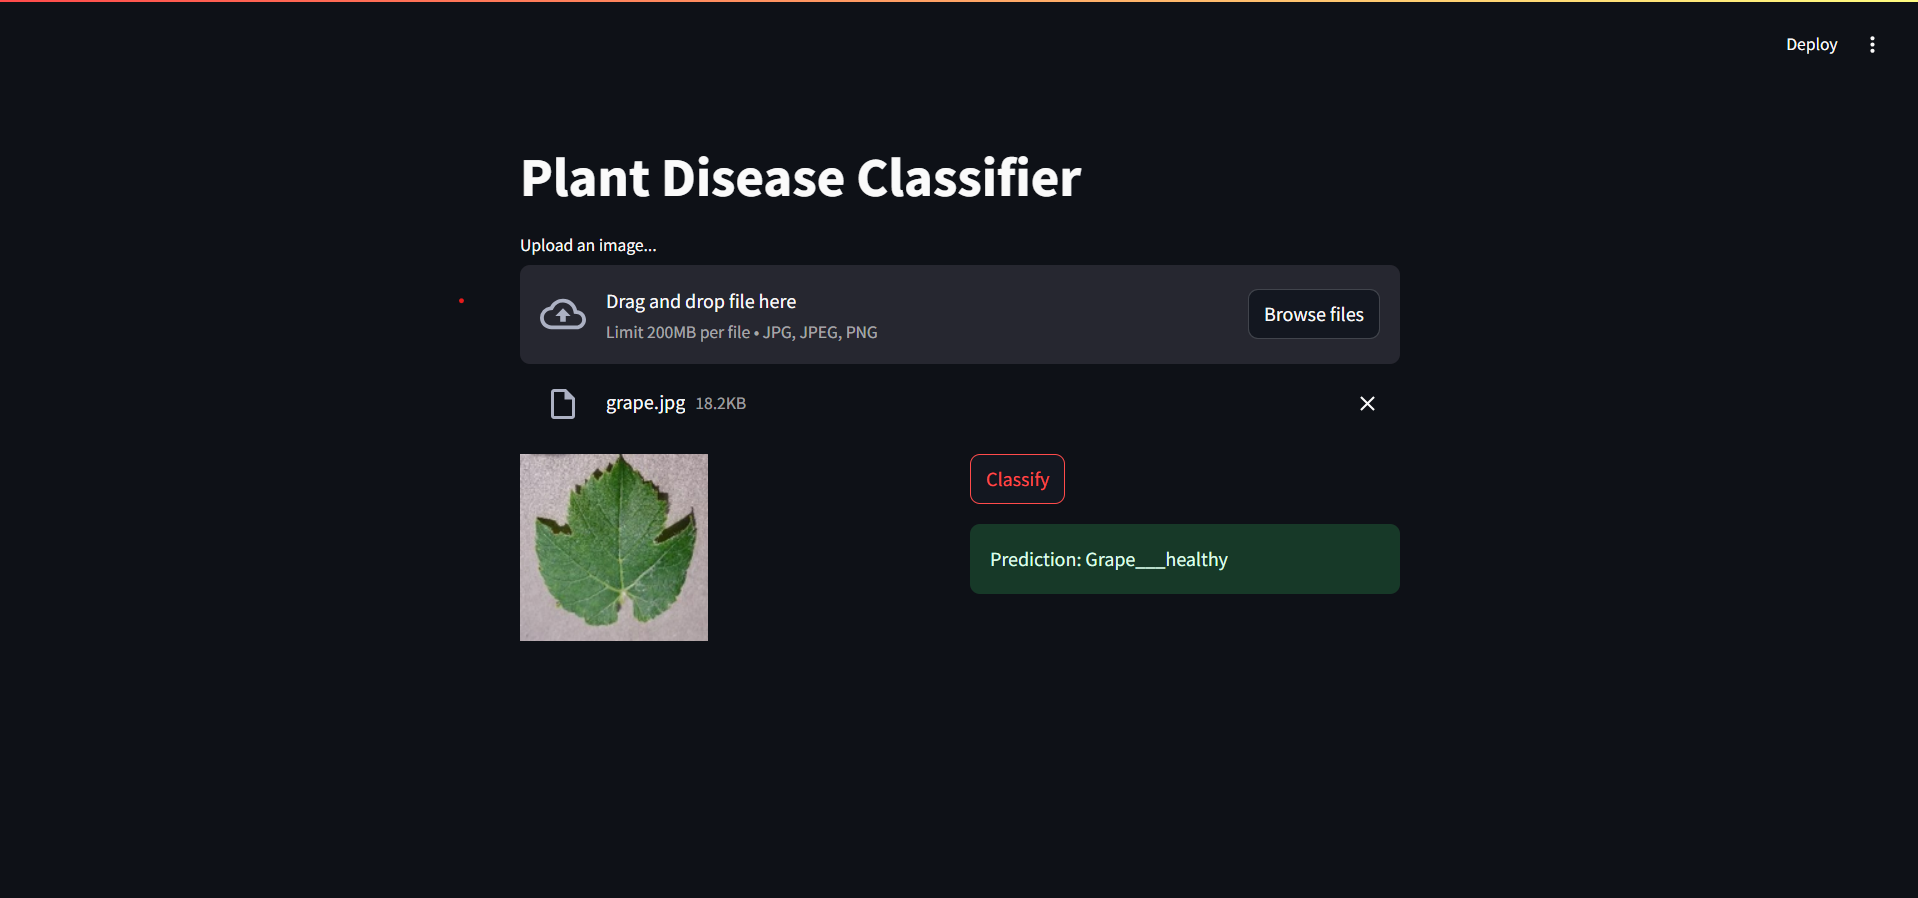 Deploy
Plant Disease Classifier
Upload an image...
Drag and drop file here
Limit 200MB per file • JPG, JPEG, PNG
Browse files
grape.jpg 18.2KB
Classify
Prediction: Grape___healthy